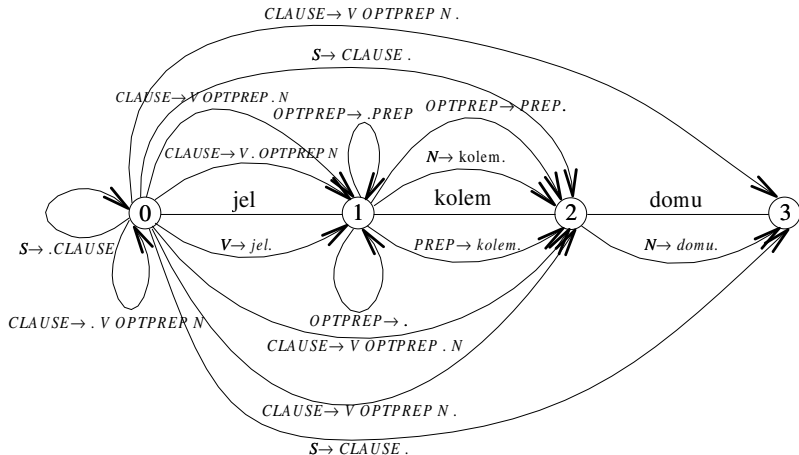 CLAUSE→ V OPTPREP N .
S→ CLAUSE .
CLAUSE→ V OPTPREP . N
OPTPREP→ .PREP
OPTPREP→ PREP.
CLAUSE→ V . OPTPREP N
N→ kolem.
jel
kolem
domu
0
1
2
3
S→ .CLAUSE
V→ jel.
PREP→ kolem.
N→ domu.
CLAUSE→ . V OPTPREP N
OPTPREP→ .
CLAUSE→ V OPTPREP . N
CLAUSE→ V OPTPREP N .
S→ CLAUSE .